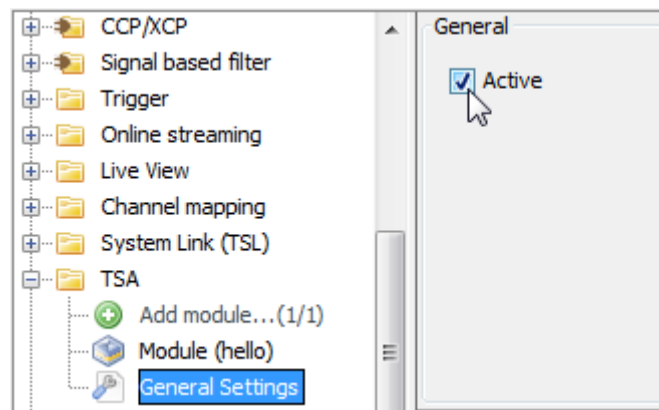 CCP/XCP
Signal based filter
Trigger
Online streaming
Live View
Channel mapping
System Link (TSL)
TSA
Add module...(1/1)
Module (hello)
General Settings
General
Active